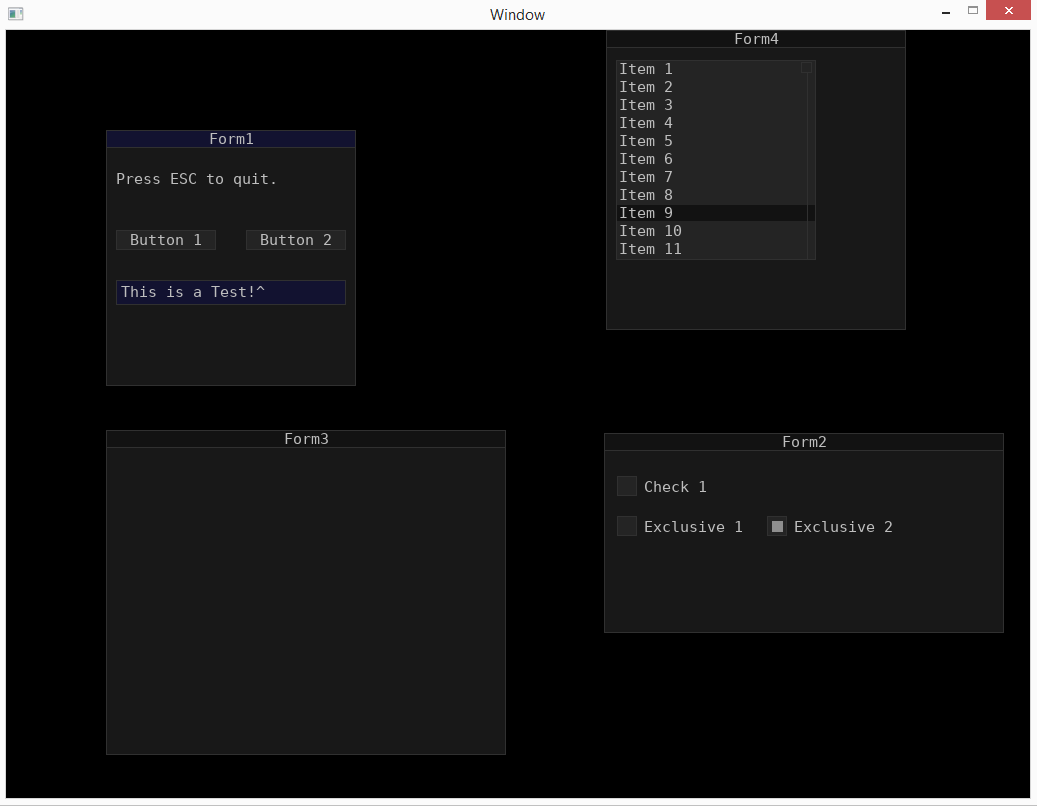 Window
Form1
Press ESC to quit.
Button 1 Button 2
This is a Test!^
Form4
Item 1
Item 2
Item 3
Item 4
Item 5
Item 6
Item 7
Item 8
Item 9
Item 10
Item 11
Form3
Form2
Check 1
Exclusive 1 Exclusive 2